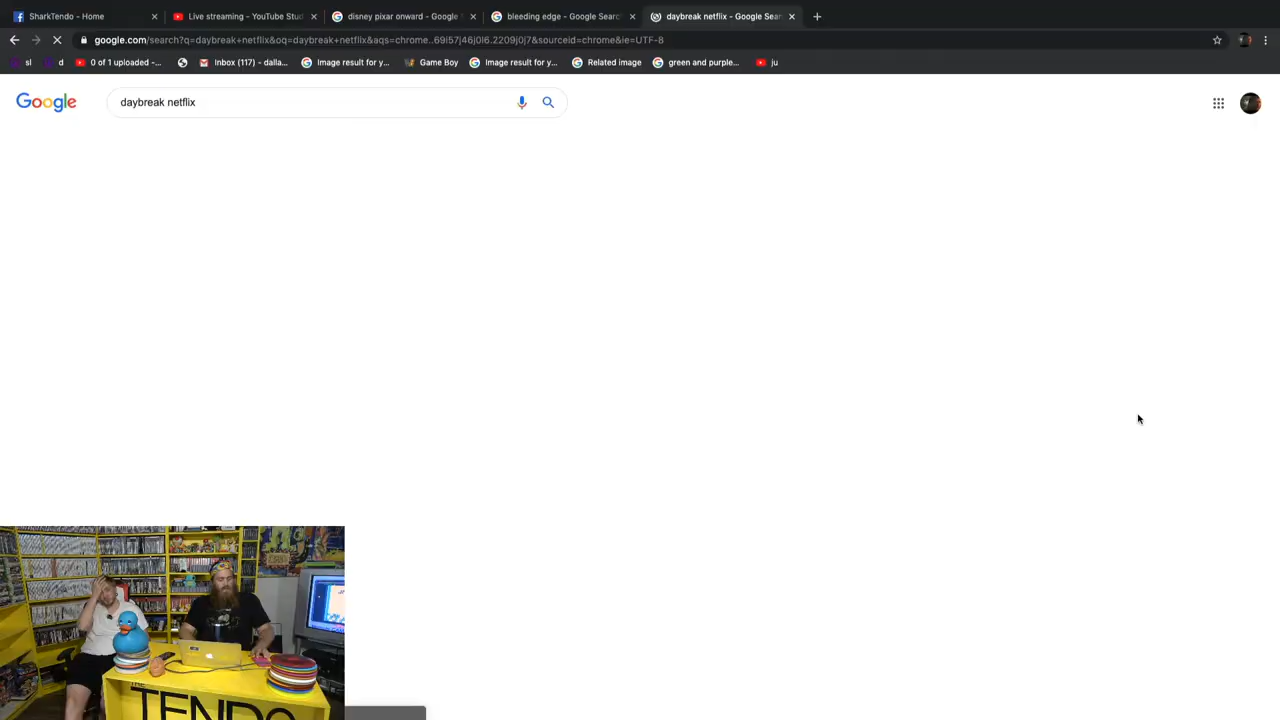 SharkTendo - Home
Live streaming - YouTube Stud
disney pixar onward - Google S
bleeding edge - Google Search
daybreak netflix - Google Sear
google.com/search?q=daybreak+netflix&oq=daybreak+netflix&aqs=chrome..69i57j46j0l6.2209j0j7&sourceid=chrome&ie=UTF-8
sl
d
0 of 1 uploaded -...
Inbox (117) - dalla...
Image result for y...
Game Boy
Image result for y...
Related image
green and purple...
ju
Google
daybreak netflix
TENDO